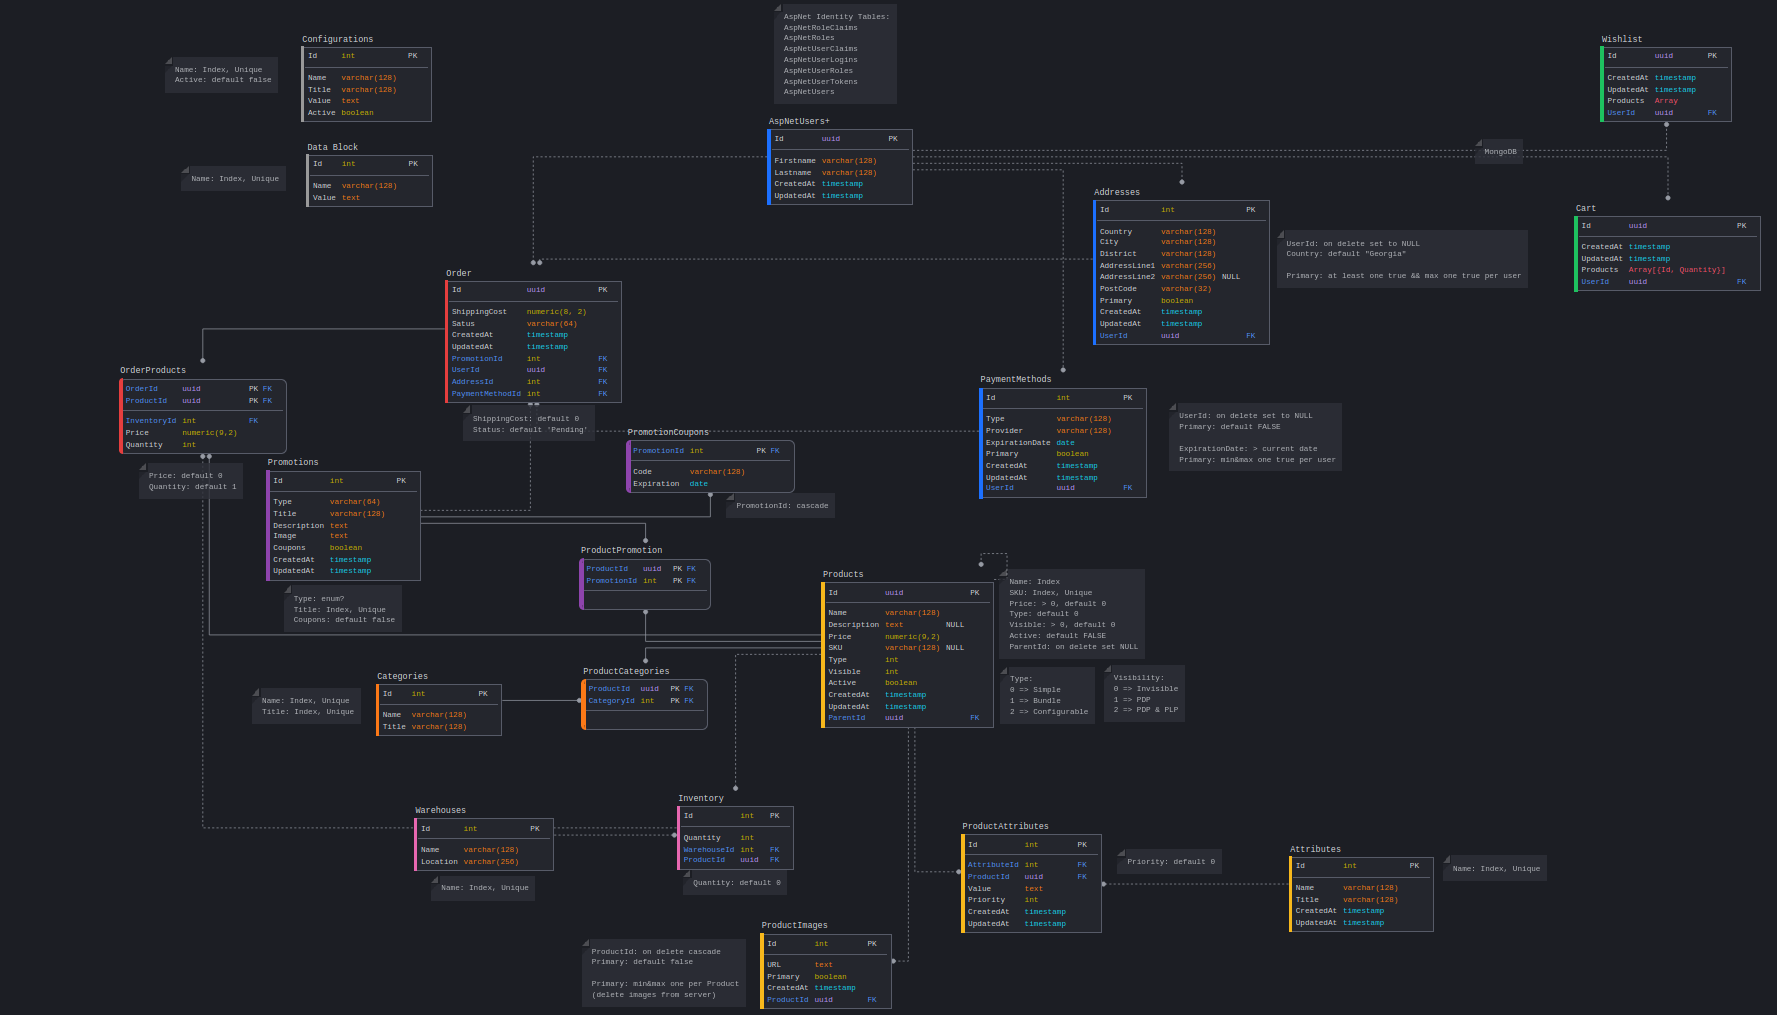 AspNet Identity Tables:
AspNetRoleClaims
AspNetRoles
AspNetUserClaims
AspNetUserLogins
AspNetUserRoles
AspNetUserTokens
AspNetUsers
Configurations
Id int PK
Name varchar(128)
Title varchar(128)
Value text
Active boolean
Name: Index, Unique
Active: default false
Wishlist
Id uuid PK
CreatedAt timestamp
UpdatedAt timestamp
Products Array
UserId uuid FK
AspNetUsers+
Id uuid PK
Firstname varchar(128)
Lastname varchar(128)
CreatedAt timestamp
UpdatedAt timestamp
MongoDB
Data Block
Id int PK
Name varchar(128)
Value text
Name: Index, Unique
Addresses
Id int PK
Country varchar(128)
City varchar(128)
District varchar(128)
AddressLine1 varchar(256)
AddressLine2 varchar(256) NULL
PostCode varchar(32)
Primary boolean
CreatedAt timestamp
UpdatedAt timestamp
UserId uuid FK
UserId: on delete set to NULL
Country: default "Georgia"
Primary: at least one true && max one true per user
Cart
Id uuid PK
CreatedAt timestamp
UpdatedAt timestamp
Products Array[{Id, Quantity}]
UserId uuid FK
Order
Id uuid PK
ShippingCost numeric(8, 2)
Satus varchar(64)
CreatedAt timestamp
UpdatedAt timestamp
PromotionId int FK
UserId uuid FK
AddressId int FK
PaymentMethodId int FK
ShippingCost: default 0
Status: default 'Pending'
OrderProducts
OrderId uuid PK FK
ProductId uuid PK FK
InventoryId int FK
Price numeric(9,2)
Quantity int
Price: default 0
Quantity: default 1
PaymentMethods
Id int PK
Type varchar(128)
Provider varchar(128)
ExpirationDate date
Primary boolean
CreatedAt timestamp
UpdatedAt timestamp
UserId uuid FK
UserId: on delete set to NULL
Primary: default FALSE
ExpirationDate: > current date
Primary: min&max one true per user
PromotionCoupons
PromotionId int PK FK
Code varchar(128)
Expiration date
PromotionId: cascade
Promotions
Id int PK
Type varchar(64)
Title varchar(128)
Description text
Image text
Coupons boolean
CreatedAt timestamp
UpdatedAt timestamp
Type: enum?
Title: Index, Unique
Coupons: default false
ProductPromotion
ProductId uuid PK FK
PromotionId int PK FK
Products
Id uuid PK
Name varchar(128)
Description text NULL
Price numeric(9,2)
SKU varchar(128) NULL
Type int
Visible int
Active boolean
CreatedAt timestamp
UpdatedAt timestamp
ParentId uuid FK
Name: Index
SKU: Index, Unique
Price: > 0, default 0
Type: default 0
Visible: > 0, default 0
Active: default FALSE
ParentId: on delete set NULL
Type:
0 => Simple
1 => Bundle
2 => Configurable
Visibility:
0 => Invisible
1 => PDP
2 => PDP & PLP
ProductCategories
ProductId uuid PK FK
CategoryId int PK FK
Categories
Id int PK
Name varchar(128)
Title varchar(128)
Name: Index, Unique
Title: Index, Unique
Warehouses
Id int PK
Name varchar(128)
Location varchar(256)
Name: Index, Unique
Inventory
Id int PK
Quantity int
WarehouseId int FK
ProductId uuid FK
Quantity: default 0
ProductAttributes
Id int PK
AttributeId int FK
ProductId uuid FK
Value text
Priority int
CreatedAt timestamp
UpdatedAt timestamp
Priority: default 0
Attributes
Id int PK
Name varchar(128)
Title varchar(128)
CreatedAt timestamp
UpdatedAt timestamp
Name: Index, Unique
ProductImages
Id int PK
URL text
Primary boolean
CreatedAt timestamp
ProductId uuid FK
ProductId: on delete cascade
Primary: default false
Primary: min&max one per Product
(delete images from server)